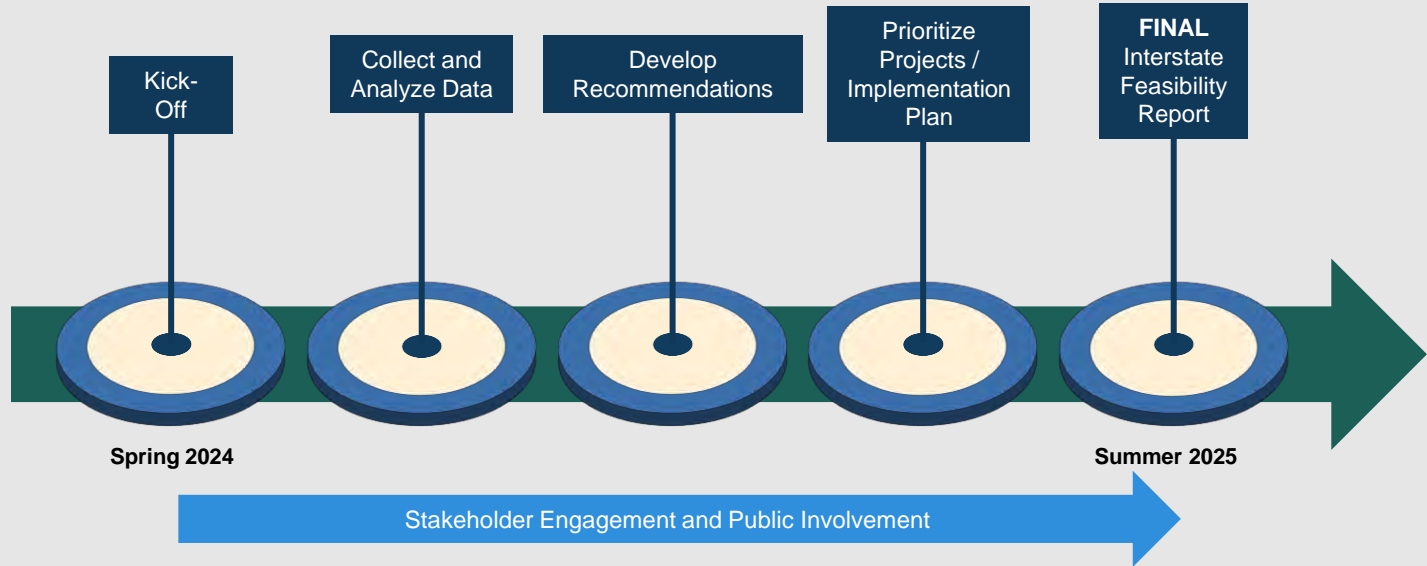 Kick-
Off
Collect and
Analyze Data
Develop
Recommendations
Prioritize
Projects /
Implementation
Plan
FINAL
Interstate
Feasibility
Report
Spring 2024
Summer 2025
Stakeholder Engagement and Public Involvement